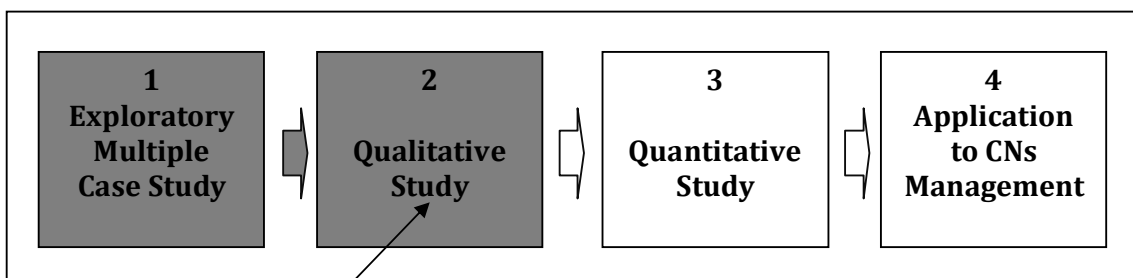 1
Exploratory
Multiple
Case Study
2
Qualitative
Study
3
Quantitative
Study
4
Application
to CNs
Management